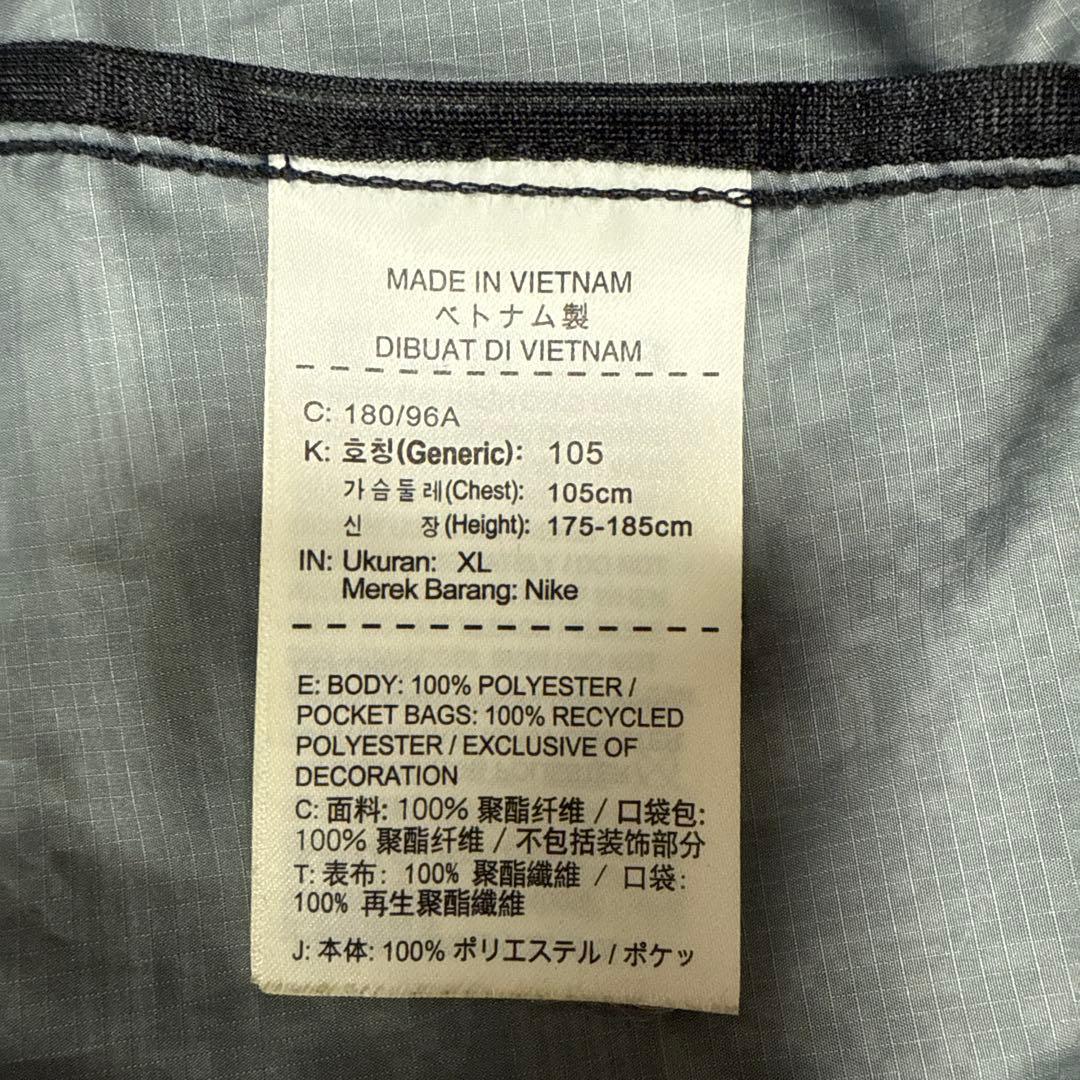 MADE IN VIETNAM
ベトナム製
DIBUAT DI VIETNAM
C: 180/96A
K: 호칭(Generic): 105
가슴둘레(Chest): 105cm
신 장(Height): 175-185cm
IN: Ukuran: XL
Merek Barang: Nike
E: BODY: 100% POLYESTER /
POCKET BAGS: 100% RECYCLED
POLYESTER / EXCLUSIVE OF
DECORATION
C: 面料: 100% 聚酯纤维 / 口袋包:
100% 聚酯纤维 / 不包括装饰部分
T: 表布: 100% 聚酯纖維 / 口袋:
100% 再生聚酯纖維
J: 本体: 100% ポリエステル / ポケッ